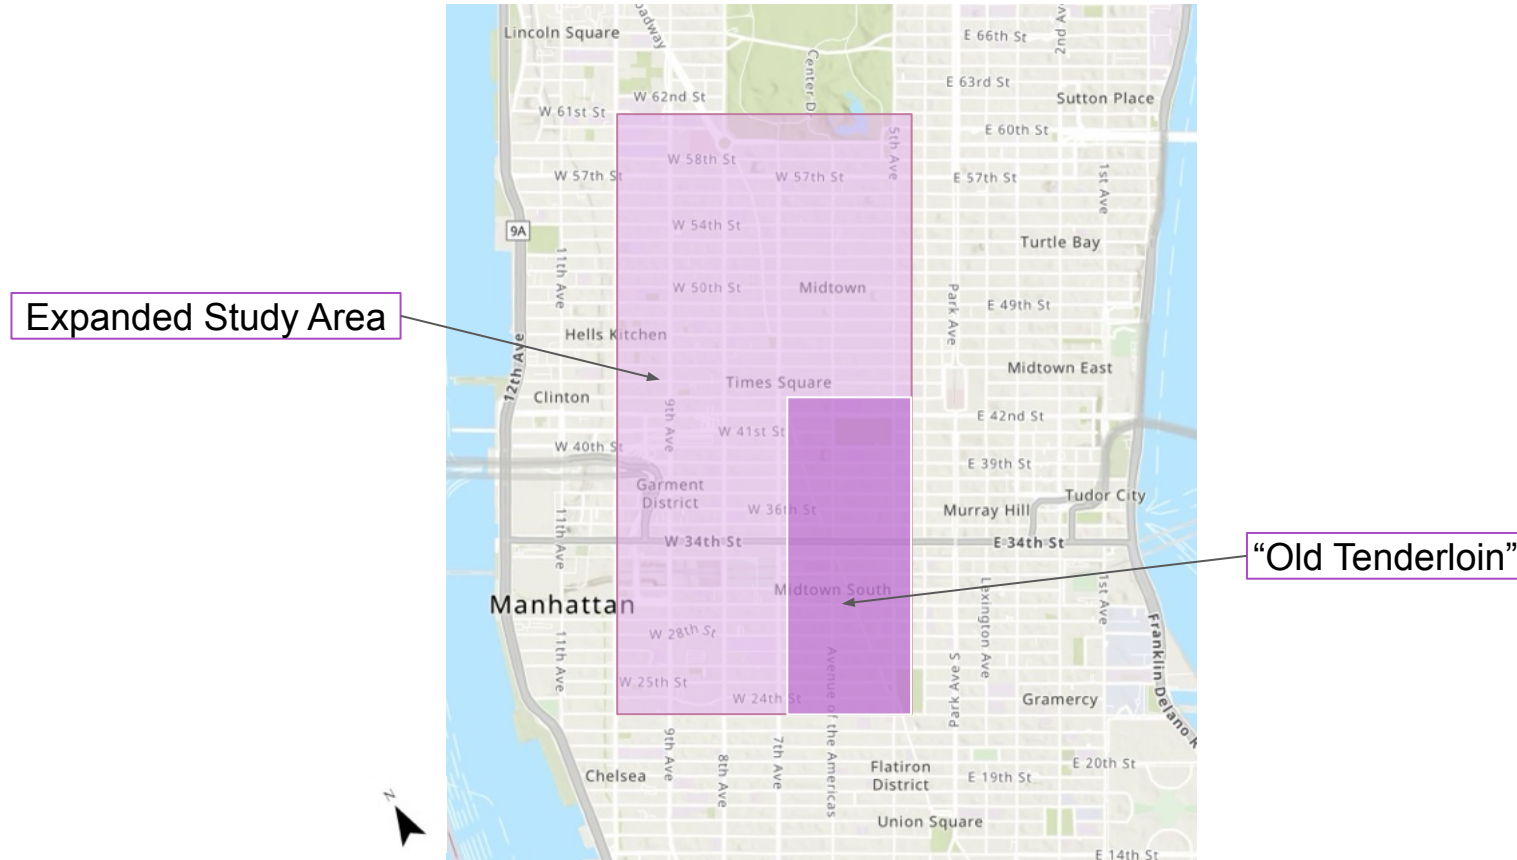 Lincoln Square
oadway
Center D
E 66th St
2nd Av
E 63rd St
W 62nd St
Sutton Place
W 61st St
E 60th St
5th Ave
W 58th St
W 57th St
W 57th St
E 57th St
1st Ave
W 54th St
9A
Turtle Bay
11th Ave
W 50th St
Midtown
Park Ave
E 49th St
Expanded Study Area
Hells Kitchen
12th Ave
Midtown East
Times Square
Clinton
9th Ave
E 42nd St
W 41st St
W 40th St
E 39th St
Garment
District
Tudor City
W 36th St
Murray Hill
11th Ave
W 34th St
E 34th St
“Old Tenderloin”
Midtown South
Lexington Ave
1st Ave
Manhattan
W 28th St
Franklin Delano R
11th Ave
Avenue of the Americas
Park Ave S
W 25th St
W 24th St
Gramercy
9th Ave
8th Ave
7th Ave
E 20th St
Flatiron
District
Chelsea
E 19th St
N
Union Square
E 14th St